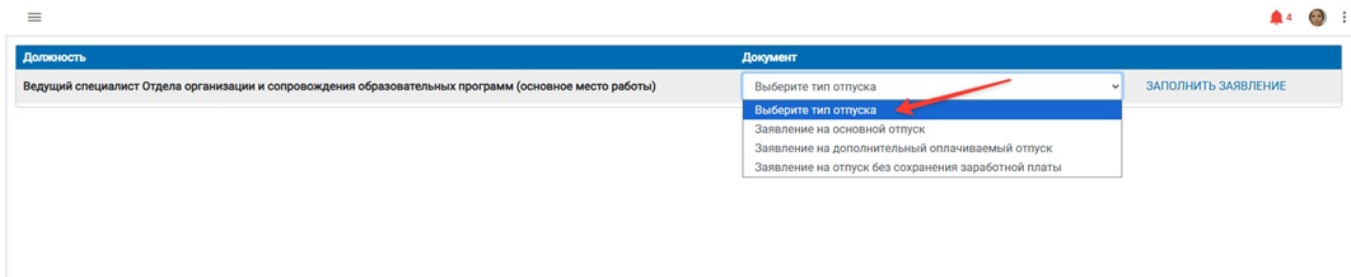 4
Должность Документ
Ведущий специалист Отдела организации и сопровождения образовательных программ (основное место работы) Выберите тип отпуска ЗАПОЛНИТЬ ЗАЯВЛЕНИЕ
Выберите тип отпуска
Заявление на основной отпуск
Заявление на дополнительный оплачиваемый отпуск
Заявление на отпуск без сохранения заработной платы